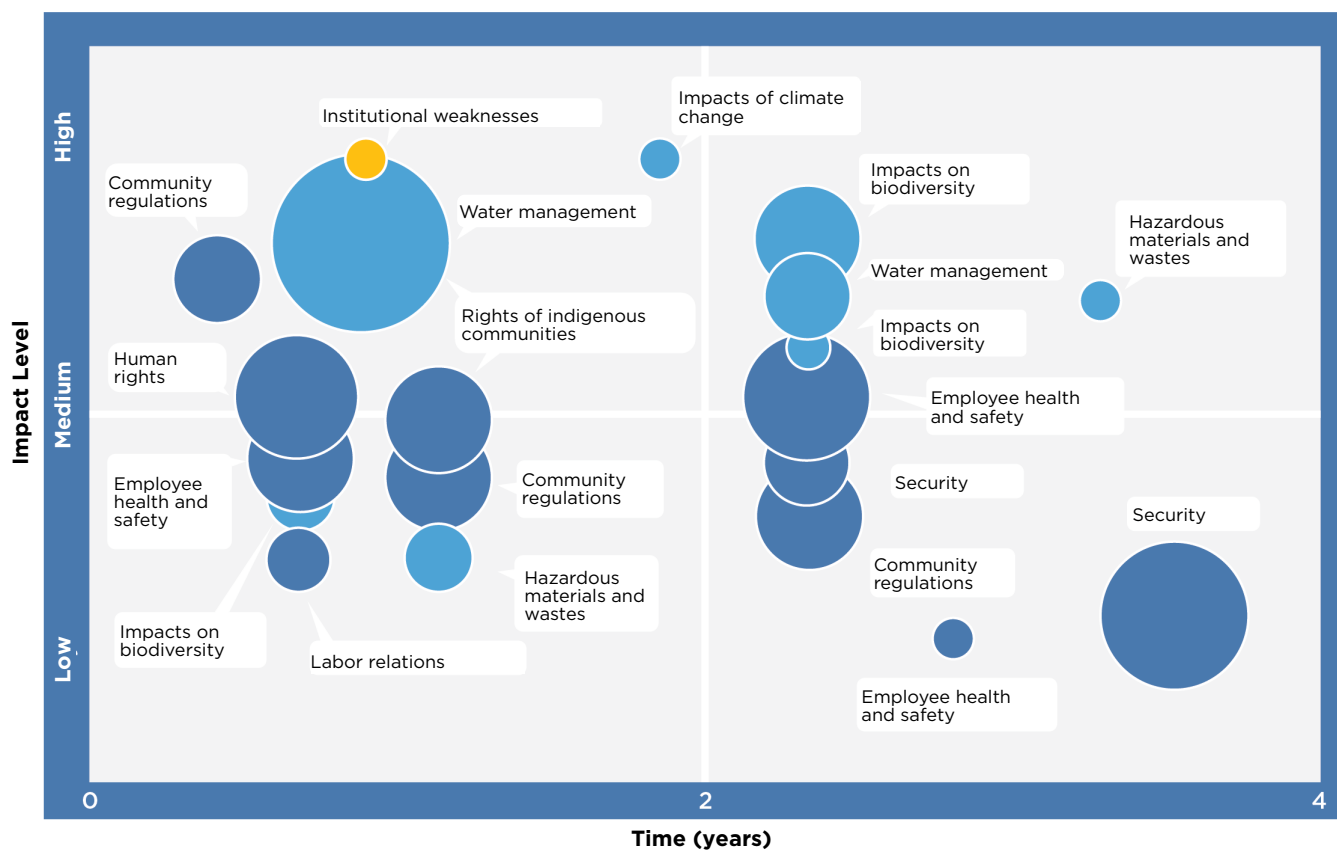 Impact Level
High
Medium
Low
Institutional weaknesses
Impacts of climate
change
Community
regulations
Water management
Impacts on
biodiversity
Hazardous
materials and
wastes
Water management
Rights of indigenous
communities
Impacts on
biodiversity
Human
rights
Employee health
and safety
Employee
health and
safety
Community
regulations
Security
Security
Community
regulations
Hazardous
materials and
wastes
Impacts on
biodiversity
Labor relations
Employee health
and safety
0
2
4
Time (years)